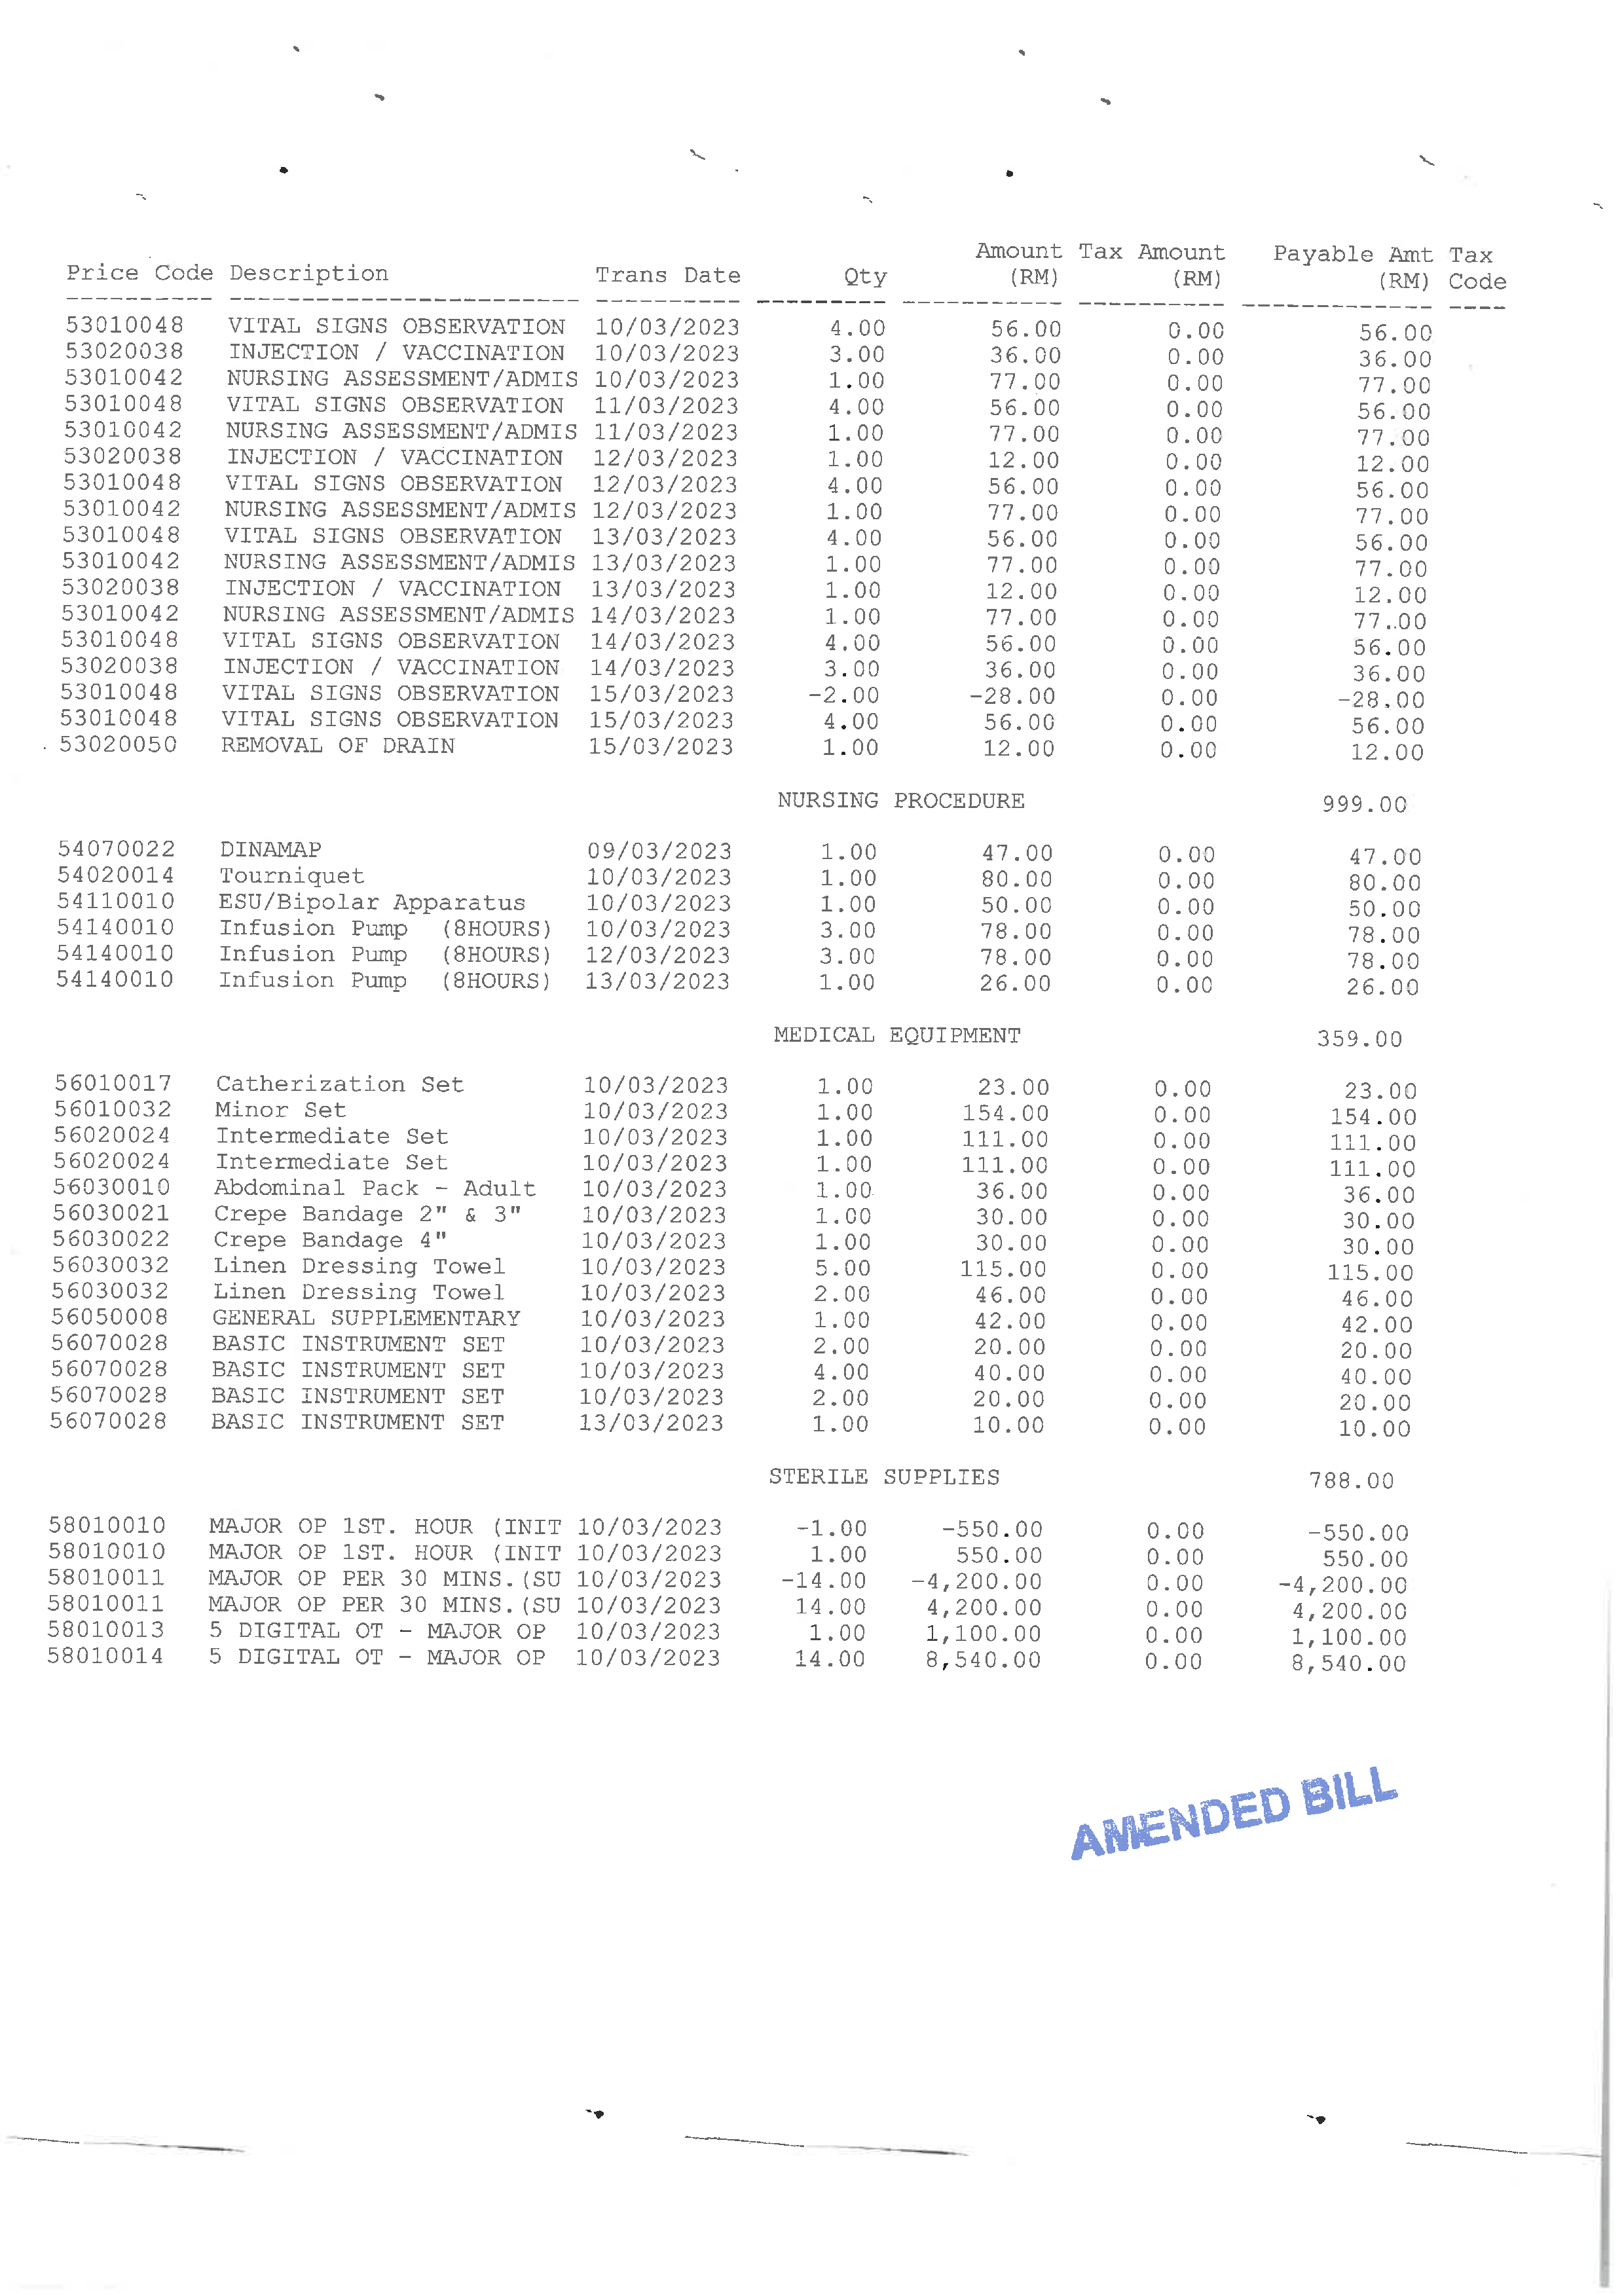 Amount Tax Amount Payable Amt Tax
Price Code Description Trans Date Qty (RM) (RM) (RM) Code
53010048 VITAL SIGNS OBSERVATION 10/03/2023 4.00 56.00 0.00 56.00
53020038 INJECTION / VACCINATION 10/03/2023 3.00 36.00 0.00 36.00
53010042 NURSING ASSESSMENT/ADMIS 10/03/2023 1.00 77.00 0.00 77.00
53010048 VITAL SIGNS OBSERVATION 11/03/2023 4.00 56.00 0.00 56.00
53010042 NURSING ASSESSMENT/ADMIS 11/03/2023 1.00 77.00 0.00 77.00
53020038 INJECTION / VACCINATION 12/03/2023 1.00 12.00 0.00 12.00
53010048 VITAL SIGNS OBSERVATION 12/03/2023 4.00 56.00 0.00 56.00
53010042 NURSING ASSESSMENT/ADMIS 12/03/2023 1.00 77.00 0.00 77.00
53010048 VITAL SIGNS OBSERVATION 13/03/2023 4.00 56.00 0.00 56.00
53010042 NURSING ASSESSMENT/ADMIS 13/03/2023 1.00 77.00 0.00 77.00
53020038 INJECTION / VACCINATION 13/03/2023 1.00 12.00 0.00 12.00
53010042 NURSING ASSESSMENT/ADMIS 14/03/2023 1.00 77.00 0.00 77.00
53010048 VITAL SIGNS OBSERVATION 14/03/2023 4.00 56.00 0.00 56.00
53020038 INJECTION / VACCINATION 14/03/2023 3.00 36.00 0.00 36.00
53010048 VITAL SIGNS OBSERVATION 15/03/2023 -2.00 -28.00 0.00 -28.00
53010048 VITAL SIGNS OBSERVATION 15/03/2023 4.00 56.00 0.00 56.00
53020050 REMOVAL OF DRAIN 15/03/2023 1.00 12.00 0.00 12.00
NURSING PROCEDURE 999.00
54070022 DINAMAP 09/03/2023 1.00 47.00 0.00 47.00
54020014 Tourniquet 10/03/2023 1.00 80.00 0.00 80.00
54110010 ESU/Bipolar Apparatus 10/03/2023 1.00 50.00 0.00 50.00
54140010 Infusion Pump (8HOURS) 10/03/2023 3.00 78.00 0.00 78.00
54140010 Infusion Pump (8HOURS) 12/03/2023 3.00 78.00 0.00 78.00
54140010 Infusion Pump (8HOURS) 13/03/2023 1.00 26.00 0.00 26.00
MEDICAL EQUIPMENT 359.00
56010017 Catherization Set 10/03/2023 1.00 23.00 0.00 23.00
56010032 Minor Set 10/03/2023 1.00 154.00 0.00 154.00
56020024 Intermediate Set 10/03/2023 1.00 111.00 0.00 111.00
56020024 Intermediate Set 10/03/2023 1.00 111.00 0.00 111.00
56030010 Abdominal Pack - Adult 10/03/2023 1.00 36.00 0.00 36.00
56030021 Crepe Bandage 2" & 3" 10/03/2023 1.00 30.00 0.00 30.00
56030022 Crepe Bandage 4" 10/03/2023 1.00 30.00 0.00 30.00
56030032 Linen Dressing Towel 10/03/2023 5.00 115.00 0.00 115.00
56030032 Linen Dressing Towel 10/03/2023 2.00 46.00 0.00 46.00
56050008 GENERAL SUPPLEMENTARY 10/03/2023 1.00 42.00 0.00 42.00
56070028 BASIC INSTRUMENT SET 10/03/2023 2.00 20.00 0.00 20.00
56070028 BASIC INSTRUMENT SET 10/03/2023 4.00 40.00 0.00 40.00
56070028 BASIC INSTRUMENT SET 10/03/2023 2.00 20.00 0.00 20.00
56070028 BASIC INSTRUMENT SET 13/03/2023 1.00 10.00 0.00 10.00
STERILE SUPPLIES 788.00
58010010 MAJOR OP 1ST. HOUR (INIT 10/03/2023 -1.00 -550.00 0.00 -550.00
58010010 MAJOR OP 1ST. HOUR (INIT 10/03/2023 1.00 550.00 0.00 550.00
58010011 MAJOR OP PER 30 MINS.(SU 10/03/2023 -14.00 -4,200.00 0.00 -4,200.00
58010011 MAJOR OP PER 30 MINS.(SU 10/03/2023 14.00 4,200.00 0.00 4,200.00
58010013 5 DIGITAL OT - MAJOR OP 10/03/2023 1.00 1,100.00 0.00 1,100.00
58010014 5 DIGITAL OT - MAJOR OP 10/03/2023 14.00 8,540.00 0.00 8,540.00
AMENDED BILL